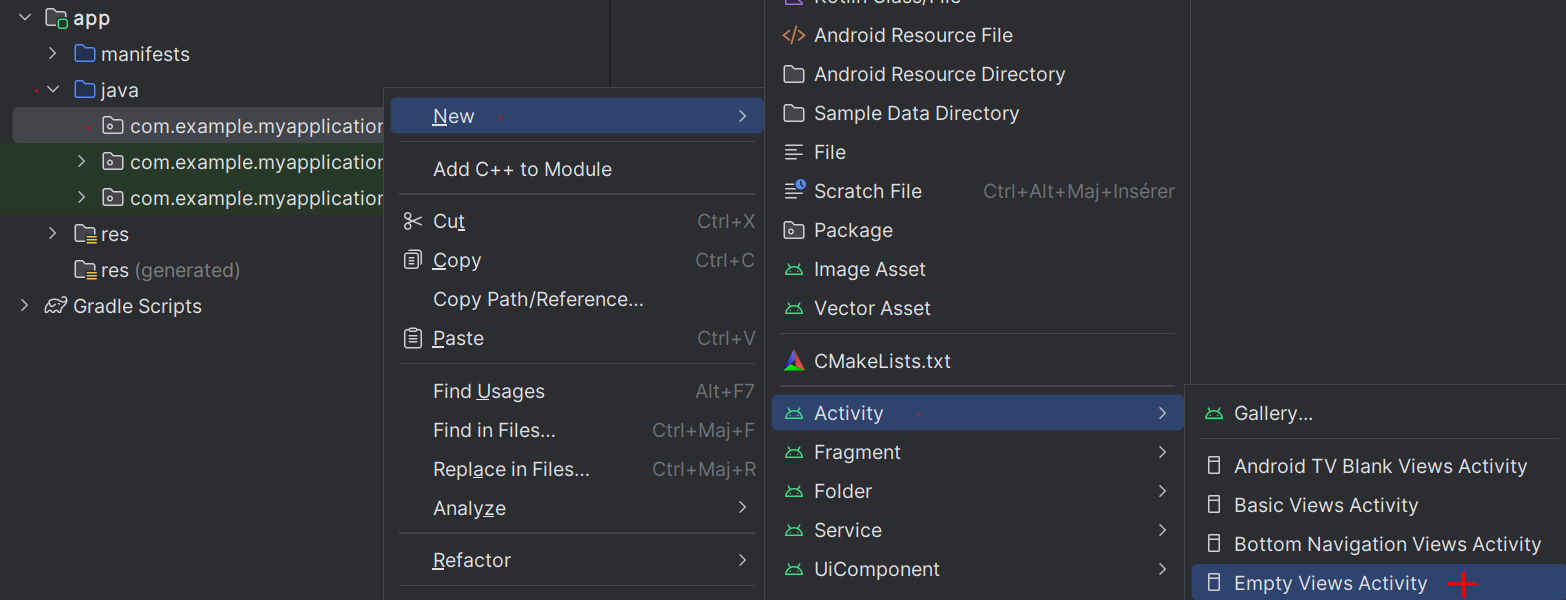 app
manifests
java
com.example.myapplication
com.example.myapplication
com.example.myapplication
res
res (generated)
Gradle Scripts
New
Add C++ to Module
Cut Ctrl+X
Copy Ctrl+C
Copy Path/Reference...
Paste Ctrl+V
Find Usages Alt+F7
Find in Files... Ctrl+Maj+F
Replace in Files... Ctrl+Maj+R
Analyze
Refactor
Android Resource File
Android Resource Directory
Sample Data Directory
File
Scratch File Ctrl+Alt+Maj+Insérer
Package
Image Asset
Vector Asset
CMakeLists.txt
Activity
Fragment
Folder
Service
UiComponent
Gallery...
Android TV Blank Views Activity
Basic Views Activity
Bottom Navigation Views Activity
Empty Views Activity